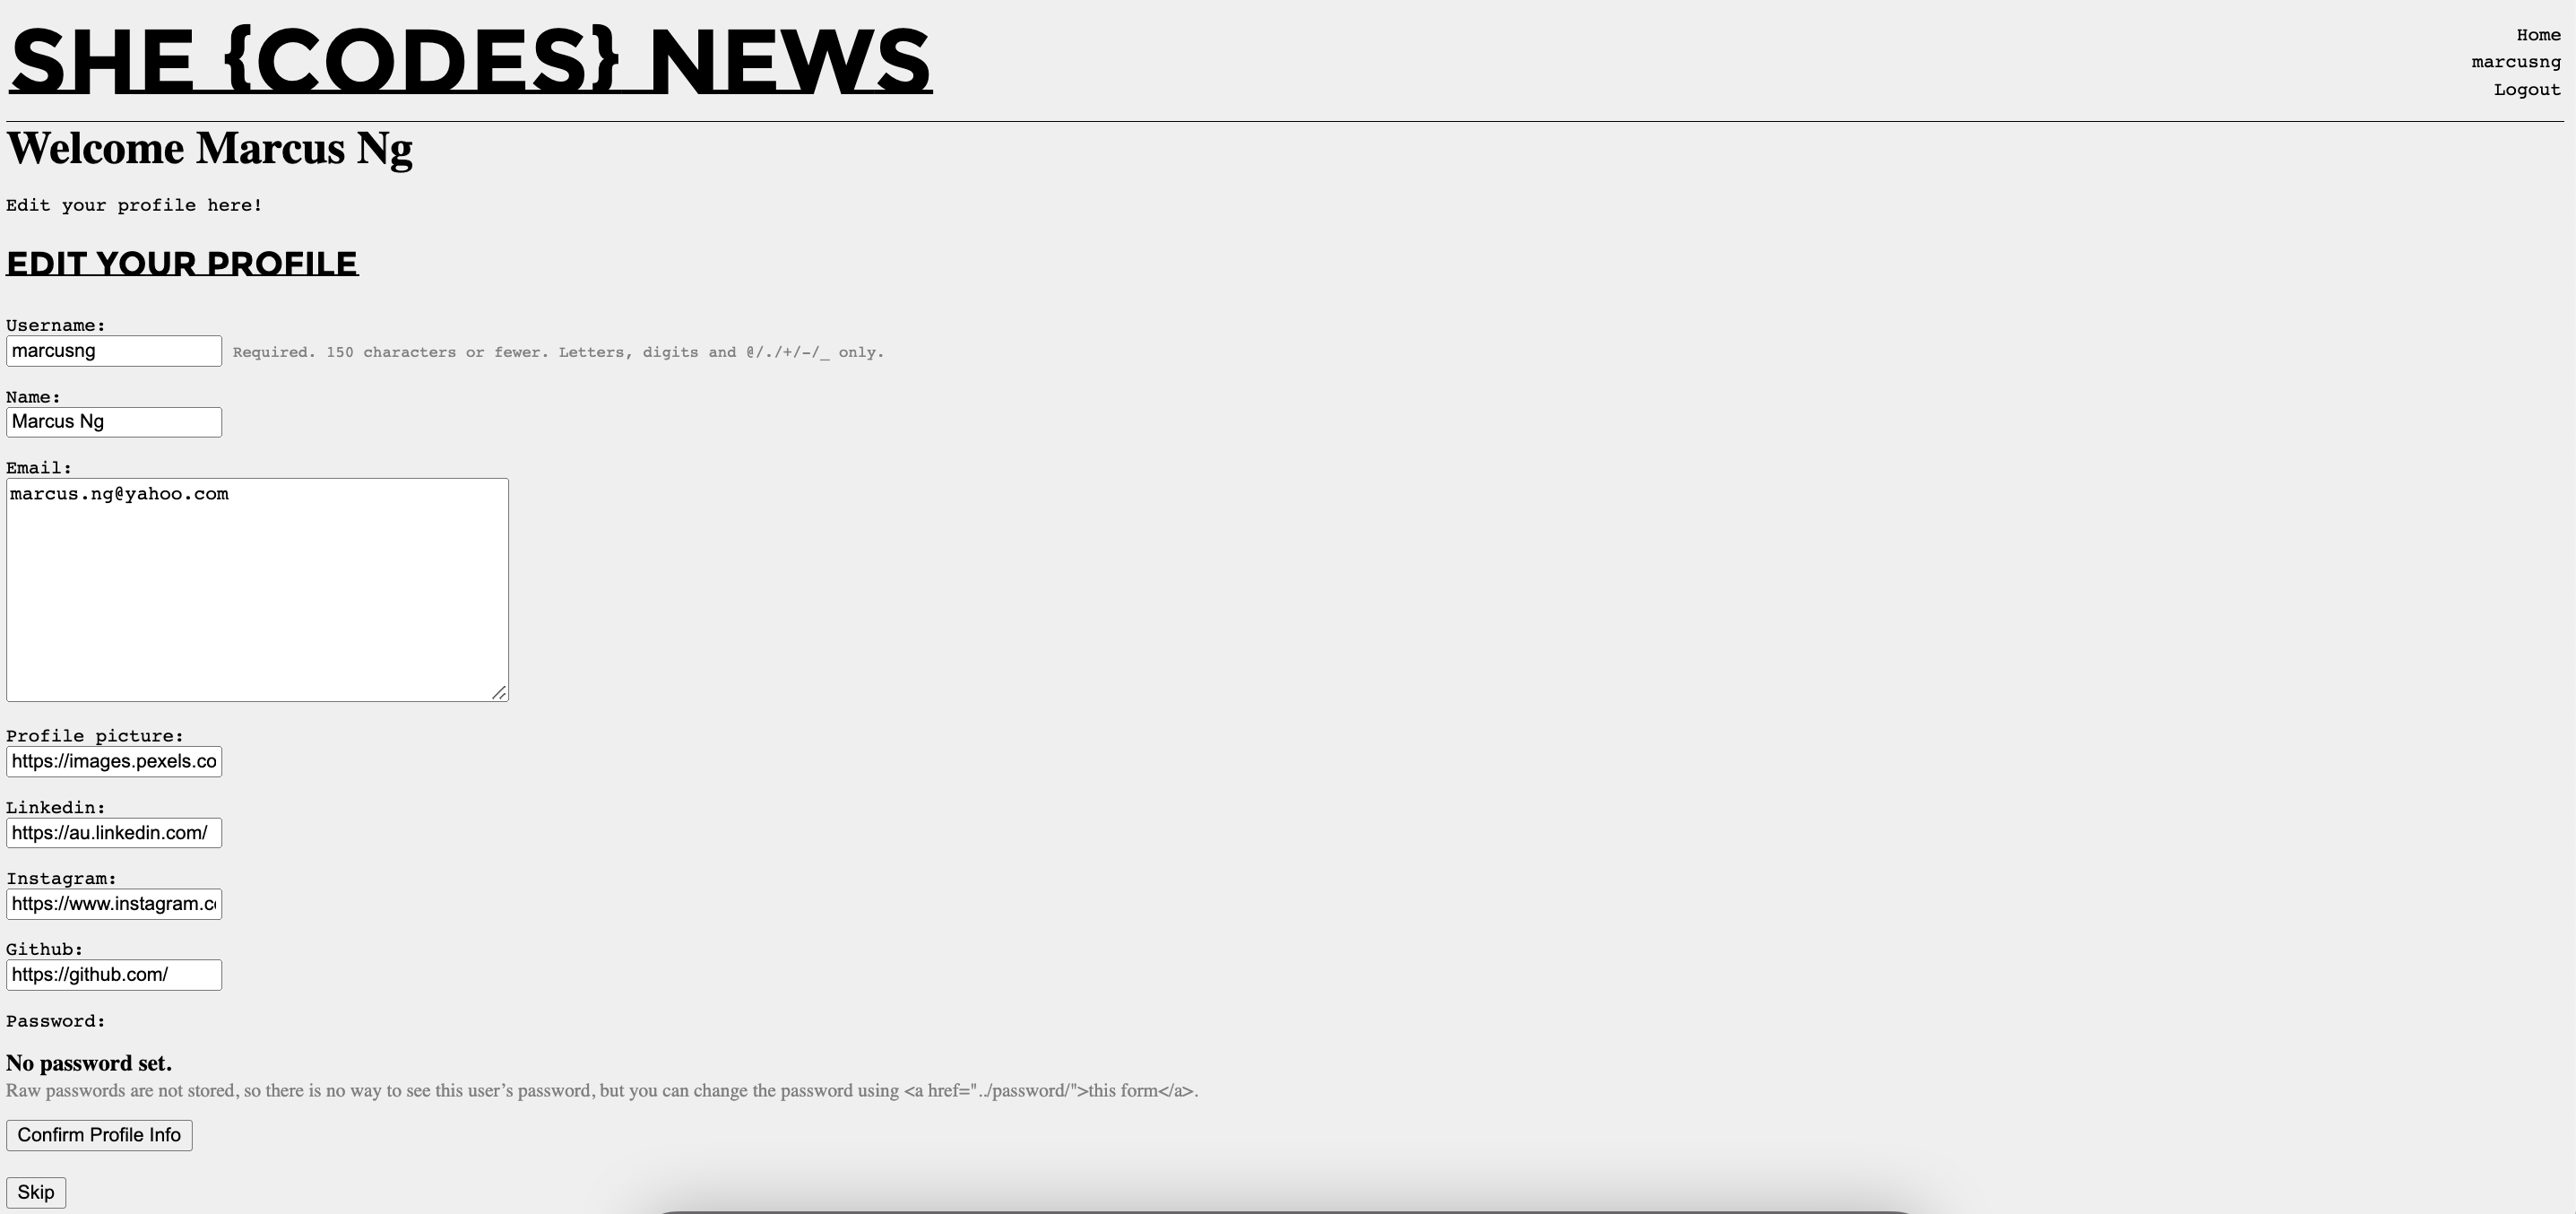 SHE {CODES} NEWS
Home
marcusng
Logout
Welcome Marcus Ng
Edit your profile here!
EDIT YOUR PROFILE
Username:
marcusng Required. 150 characters or fewer. Letters, digits and @/./+/-/_ only.
Name:
Marcus Ng
Email:
marcus.ng@yahoo.com
Profile picture:
https://images.pexels.co
Linkedin:
https://au.linkedin.com/
Instagram:
https://www.instagram.c
Github:
https://github.com/
Password:
No password set.
Raw passwords are not stored, so there is no way to see this user’s password, but you can change the password using <a href="../password/">this form</a>.
Confirm Profile Info
Skip